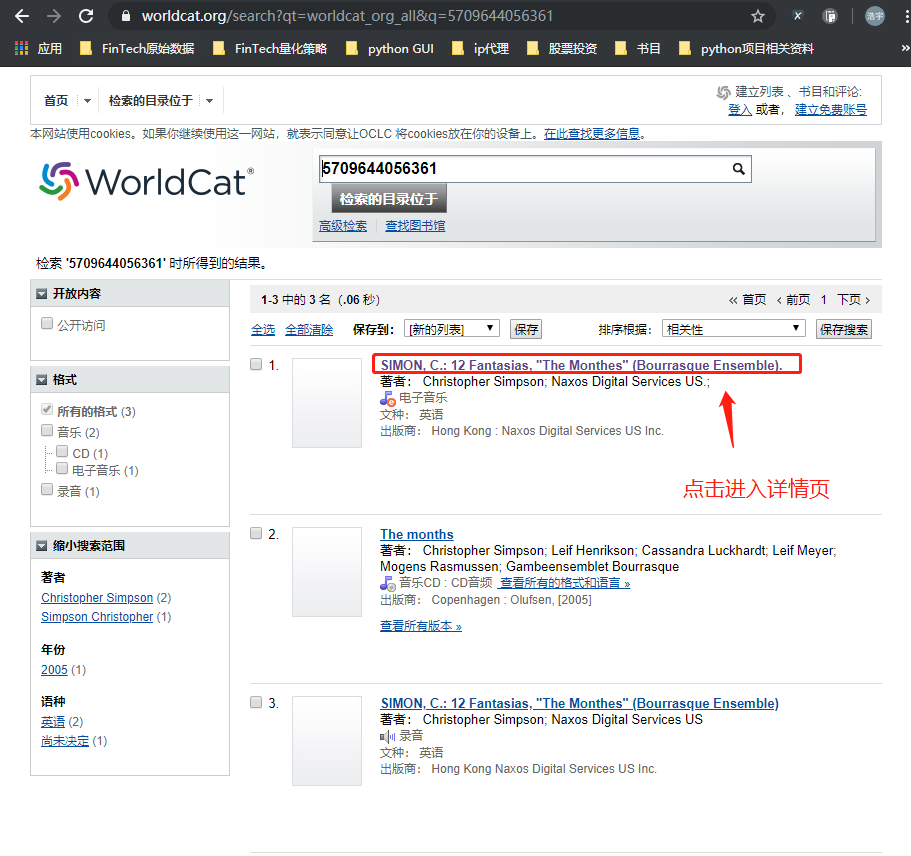 worldcat.org/search?qt=worldcat_org_all&q=5709644056361
X
浩宇
应用 FinTech原始数据 FinTech量化策略 python GUI ip代理 股票投资 书目 python项目相关资料 »
首页 检索的目录位于
建立列表 、书目和评论:
登入 或者, 建立免费账号
本网站使用cookies。如果你继续使用这一网站，就表示同意让OCLC 将cookies放在你的设备上。在此查找更多信息。
WorldCat®
5709644056361
检索的目录位于
高级检索 查找图书馆
检索 '5709644056361' 时所得到的结果。
开放内容
公开访问
格式
所有的格式 (3)
音乐 (2)
CD (1)
电子音乐 (1)
录音 (1)
缩小搜索范围
著者
Christopher Simpson (2)
Simpson Christopher (1)
年份
2005 (1)
语种
英语 (2)
尚未决定 (1)
1-3 中的 3 名 (.06 秒)
« 首页 ‹ 前页 1 下页 ›
全选 全部清除 保存到: [新的列表] 保存 排序根据: 相关性 保存搜索
1. SIMON, C.: 12 Fantasias, "The Monthes" (Bourrasque Ensemble).
著者: Christopher Simpson; Naxos Digital Services US.;
电子音乐
文种: 英语
出版商: Hong Kong : Naxos Digital Services US Inc.
点击进入详情页
2. The months
著者: Christopher Simpson; Leif Henrikson; Cassandra Luckhardt; Leif Meyer;
Mogens Rasmussen; Gambeensemblet Bourrasque
音乐CD : CD音频 查看所有的格式和语言 »
出版商: Copenhagen : Olufsen, [2005]
查看所有版本 »
3. SIMON, C.: 12 Fantasias, "The Monthes" (Bourrasque Ensemble)
著者: Christopher Simpson; Naxos Digital Services US
录音
文种: 英语
出版商: Hong Kong Naxos Digital Services US Inc.